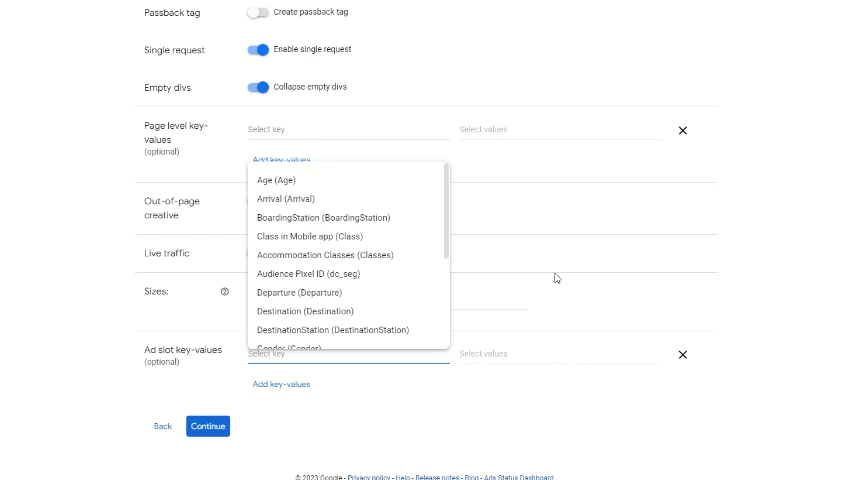 Passback tag
Create passback tag
Single request
Enable single request
Empty divs
Collapse empty divs
Page level key-
values
(optional)
Select key
Select values
Add key-values
Age (Age)
Arrival (Arrival)
BoardingStation (BoardingStation)
Class in Mobile app (Class)
Accommodation Classes (Classes)
Audience Pixel ID (dc_seg)
Departure (Departure)
Destination (Destination)
DestinationStation (DestinationStation)
Gender (Gender)
Out-of-page
creative
Live traffic
Sizes:
Ad slot key-values
(optional)
Select key
Select values
Add key-values
Back
Continue
© 2023 Google - Privacy policy - Help - Release notes - Blog - Ads Status Dashboard